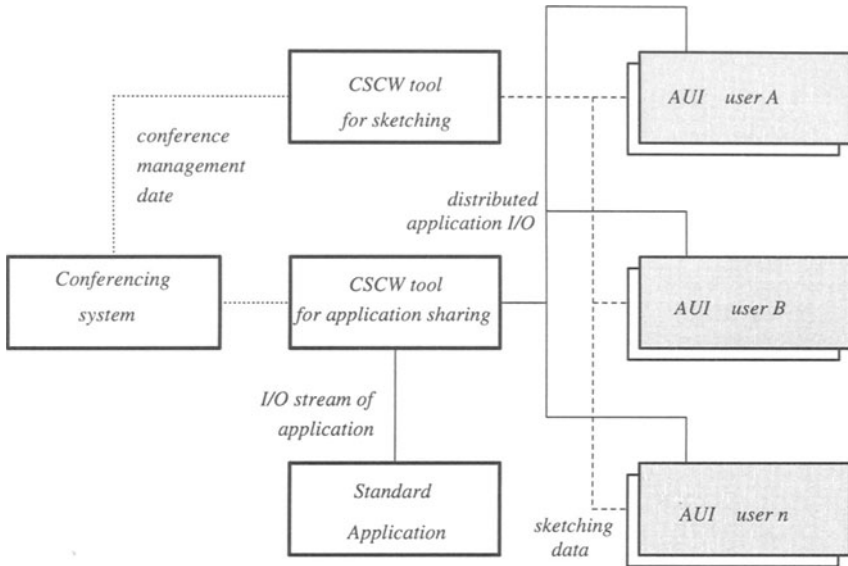 CSCW tool
for sketching
AUI user A
conference
management
date
distributed
application I/O
Conferencing
system
CSCW tool
for application sharing
AUI user B
I/O stream of
application
Standard
Application
AUI user n
sketching
data